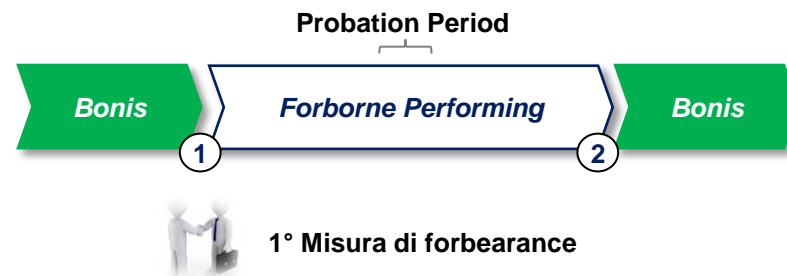 Probation Period
Bonis
Forborne Performing
Bonis
1
2
1° Misura di forbearance